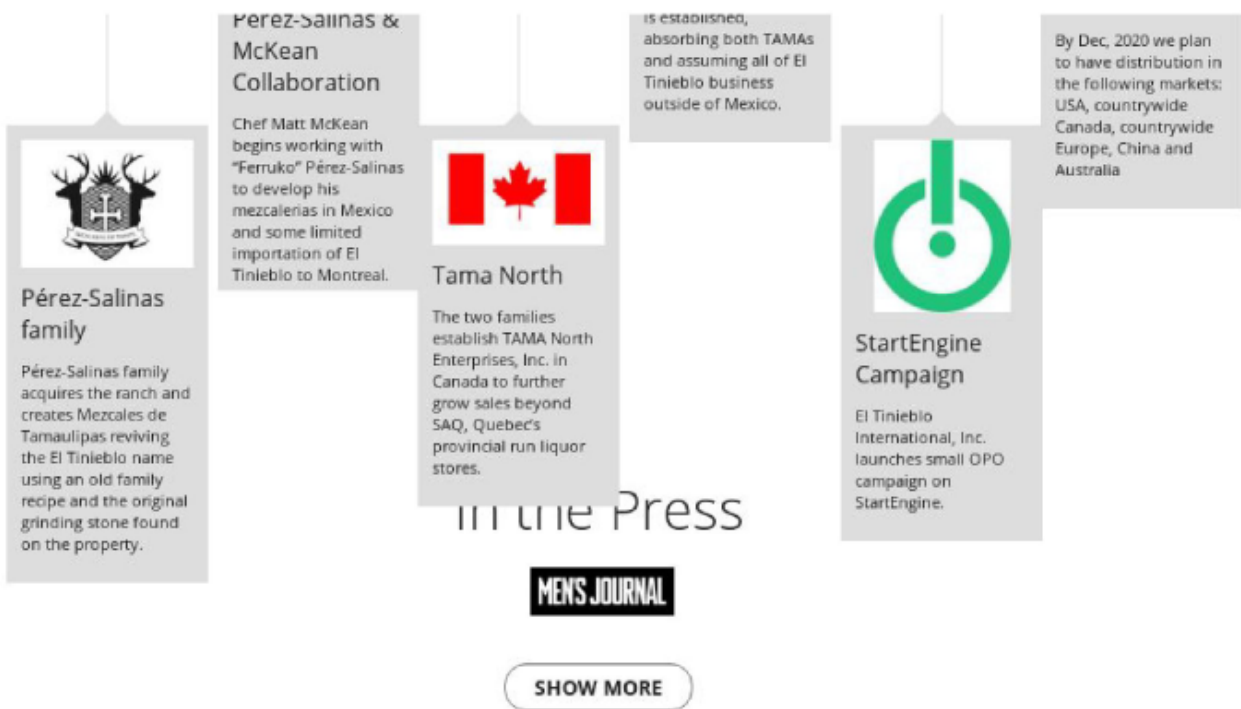 Pérez-Salinas
family
Pérez-Salinas family
acquires the ranch and
creates Mezcales de
Tamaulipas reviving
the El Tinieblo name
using an old family
recipe and the original
grinding stone found
on the property.
Pérez-Salinas &
McKean
Collaboration
Chef Matt McKean
begins working with
“Ferruko” Pérez-Salinas
to develop his
mezcalerias in Mexico
and some limited
importation of El
Tinieblo to Montreal.
Tama North
The two families
establish TAMA North
Enterprises, Inc. in
Canada to further
grow sales beyond
SAQ, Quebec's
provincial run liquor
stores.
is established,
absorbing both TAMAs
and assuming all of El
Tinieblo business
outside of Mexico.
StartEngine
Campaign
El Tinieblo
International, Inc.
launches small OPO
campaign on
StartEngine.
By Dec, 2020 we plan
to have distribution in
the following markets:
USA, countrywide
Canada, countrywide
Europe, China and
Australia
In the Press
MEN'S JOURNAL
SHOW MORE